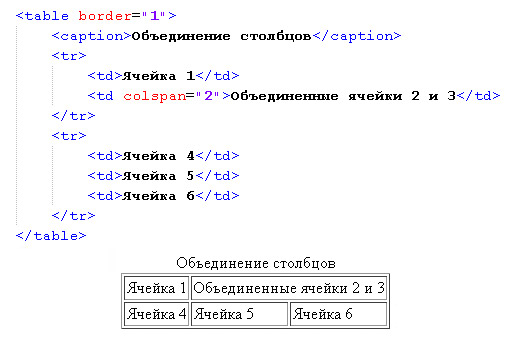 <table border="1">
<caption>Объединение столбцов</caption>
<tr>
<td>Ячейка 1</td>
<td colspan="2">Объединенные ячейки 2 и 3</td>
</tr>
<tr>
<td>Ячейка 4</td>
<td>Ячейка 5</td>
<td>Ячейка 6</td>
</tr>
</table>
Объединение столбцов
Ячейка 1 Объединенные ячейки 2 и 3
Ячейка 4 Ячейка 5 Ячейка 6